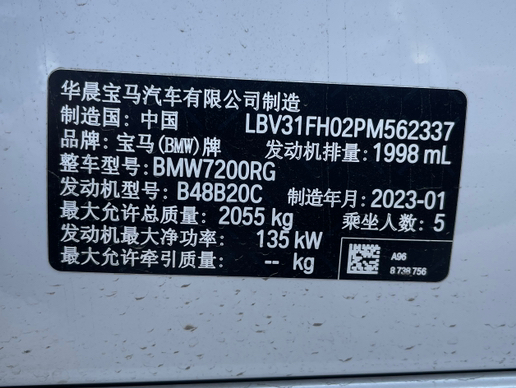 华晨宝马汽车有限公司制造
制造国: 中国 LBV31FH02PM562337
品牌: 宝马(BMW)牌 发动机排量: 1998 mL
整车型号: BMW7200RG
发动机型号: B48B20C 制造年月: 2023-01
最大允许总质量: 2055 kg 乘坐人数: 5
发动机最大净功率: 135 kW
最大允许牵引质量: -- kg
A96
8 738 756